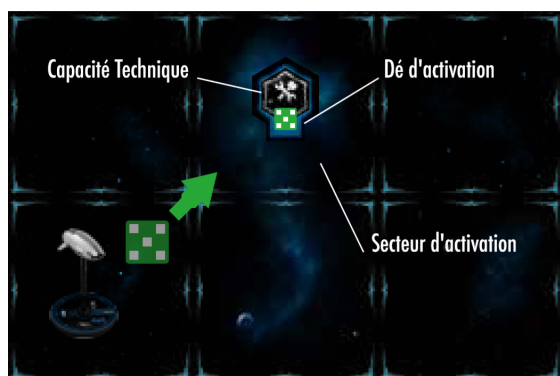 Capacité Technique
Dé d'activation
Secteur d'activation